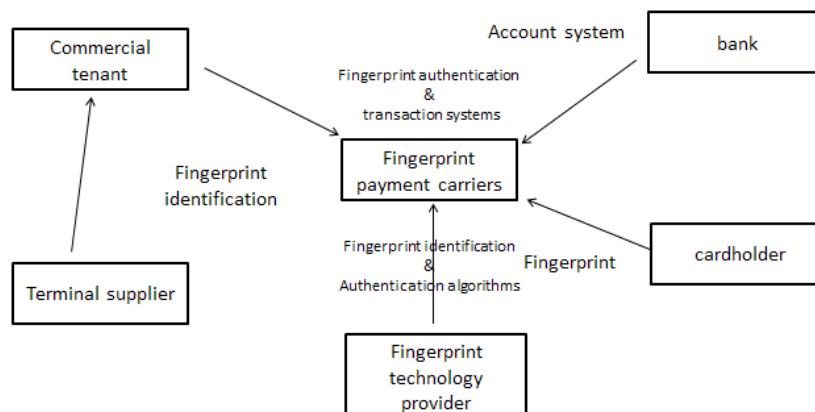 Commercial
tenant
Account system
bank
Fingerprint authentication
&
transaction systems
Fingerprint
payment carriers
Fingerprint
identification
Fingerprint identification
&
Authentication algorithms
Fingerprint
cardholder
Terminal supplier
Fingerprint
technology
provider